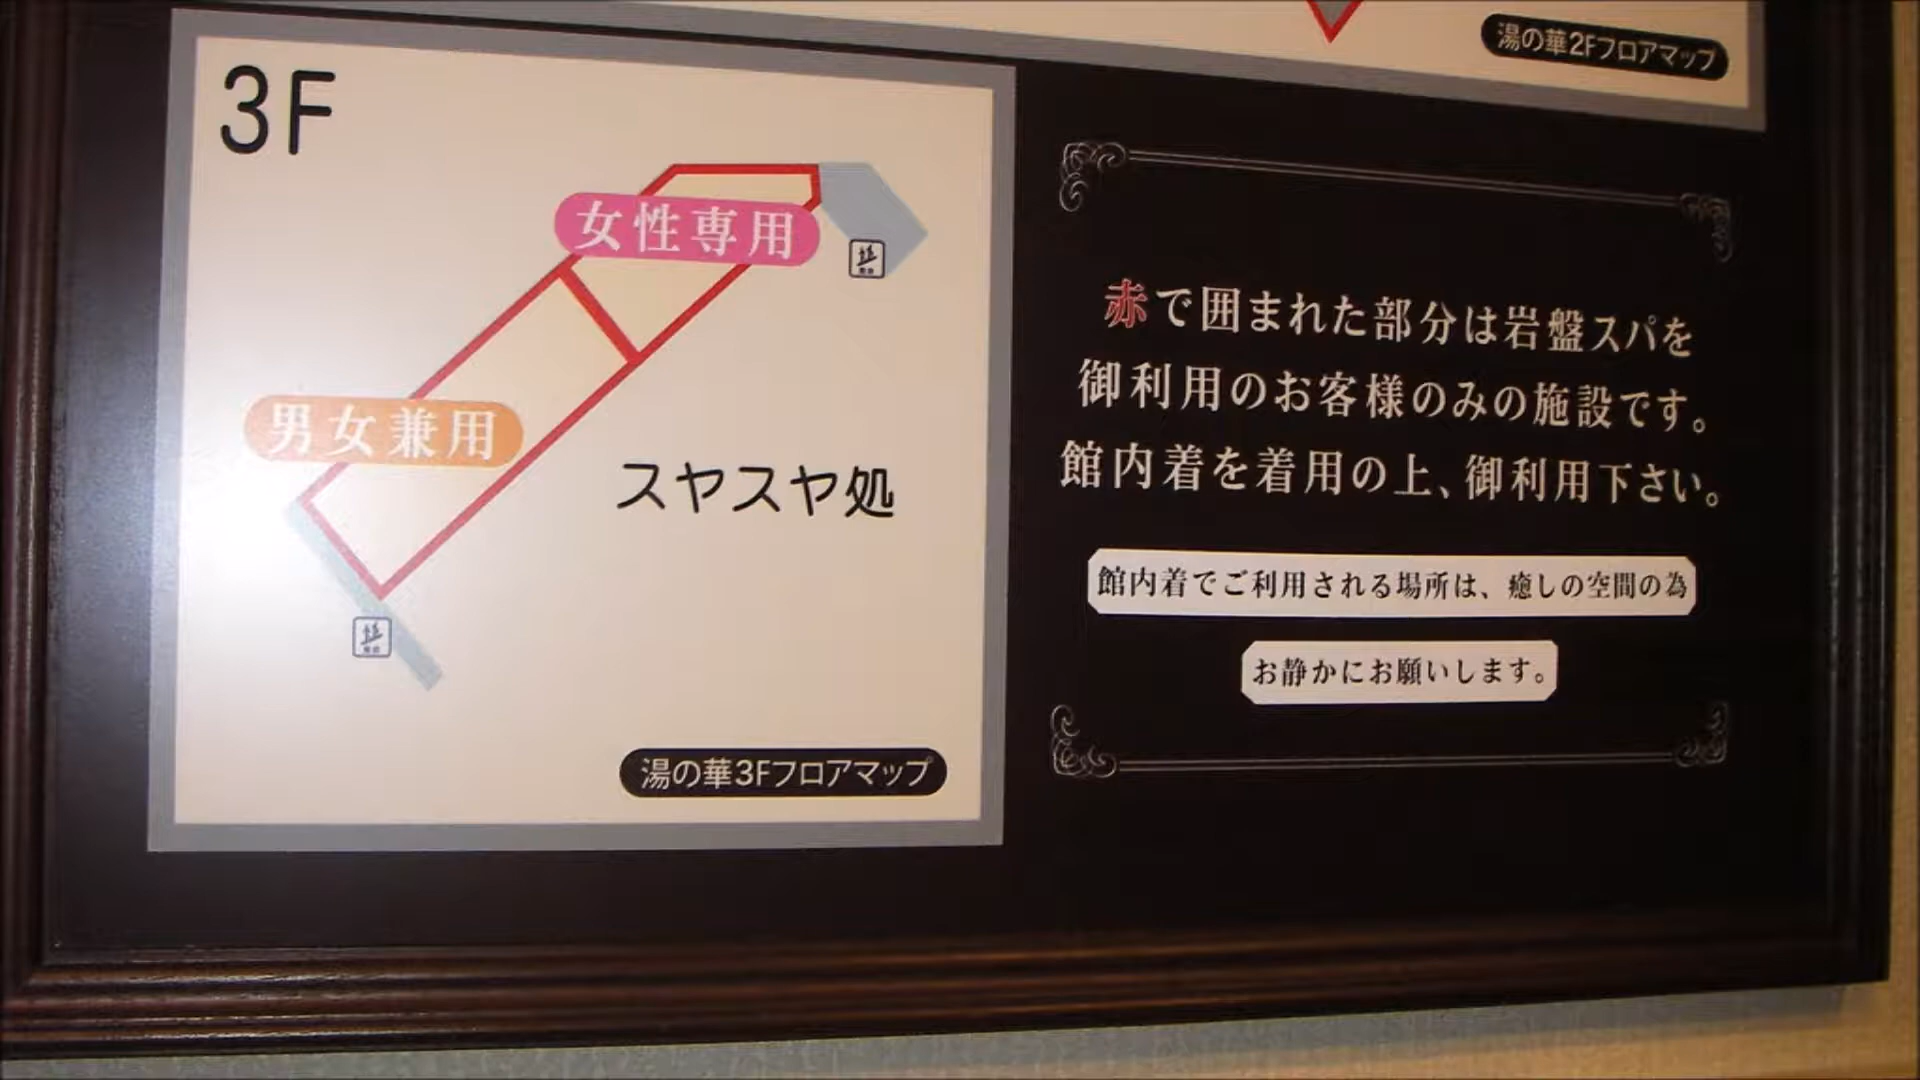 湯の華2Fフロアマップ
3F
女性専用
男女兼用
スヤスヤ処
湯の華3Fフロアマップ
赤で囲まれた部分は岩盤スパを
御利用のお客様のみの施設です。
館内着を着用の上、御利用下さい。
館内着でご利用される場所は、癒しの空間の為
お静かにお願いします。